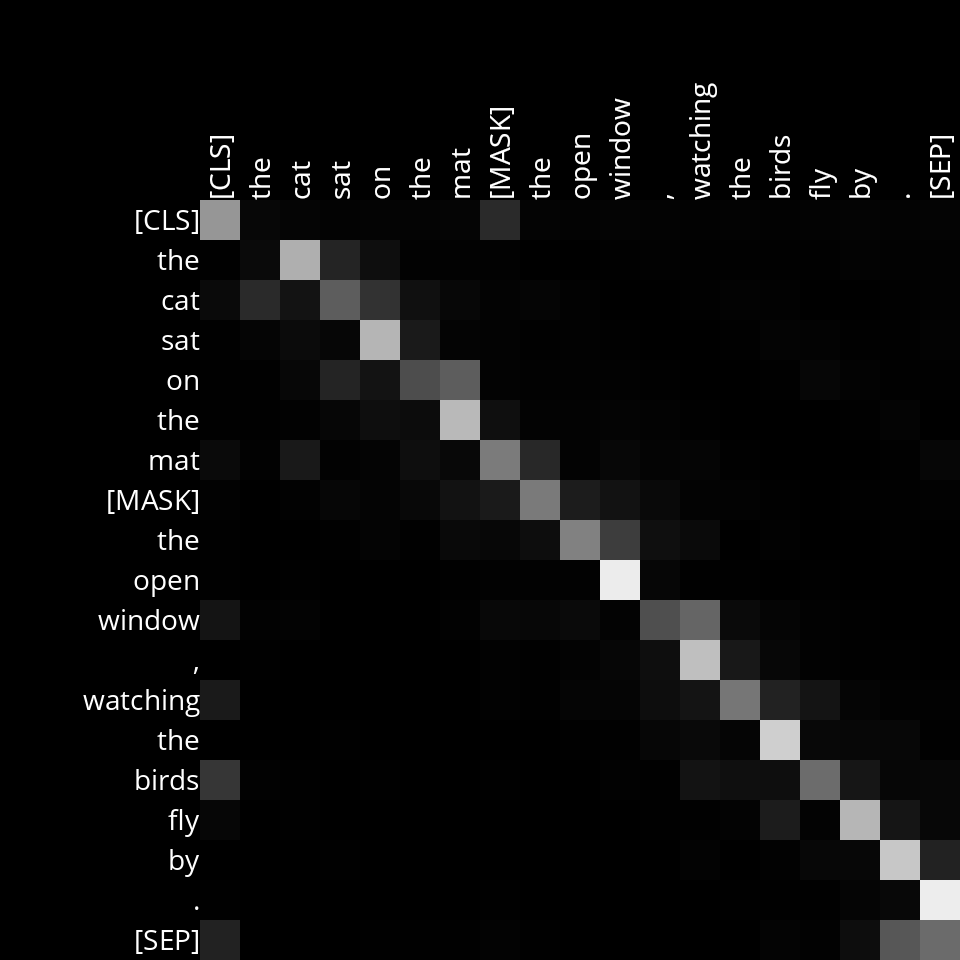 [CLS] the cat sat on the mat [MASK] the open window , watching the birds fly by . [SEP]
[CLS]
the
cat
sat
on
the
mat
[MASK]
the
open
window
,
watching
the
birds
fly
by
.
[SEP]